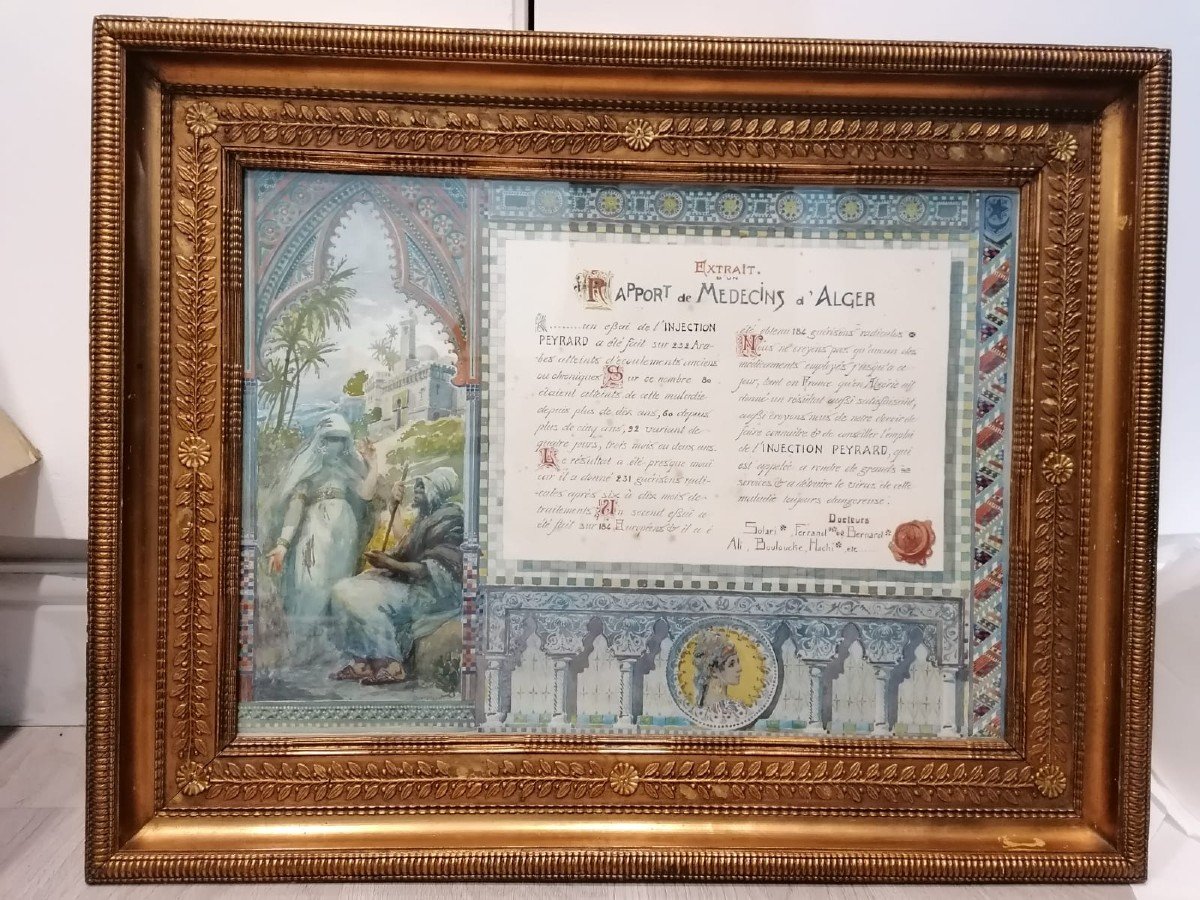 EXTRAIT.
D'UN
RAPPORT de MEDECINS d'ALGER
un essai de l'INJECTION
PEYRARD a été fait sur 232 Ara-
bes atteints d'écoulements anciens
ou chroniques Sur ce nombre 80
étaient atteints de cette maladie
depuis plus de dix ans, 60 depuis
plus de cinq ans, 92 variant de
quatre jours, trois mois ou deux ans.
Le résultat a été presque inouï
car il a donné 231 guérisons radi-
cales après six à dix mois de
traitements Un second essai a
été fait sur 184 Européens & il a é
été obtenu 184 guérisons radicales
Nous ne croyons pas qu'aucun des
médicaments employés jusqu'à ce
jour, tant en France qu'en Algérie ait
donné un résultat aussi satisfaisant,
aussi croyons nous de notre devoir de
faire connaître & de conseiller l'emploi
de l'INJECTION PEYRARD, qui
est appelée à rendre de grands
services & à détruire le virus de cette
maladie toujours dangereuse.
Docteurs
Solari, Ferrand, Bernard
Ali, Bouloucke, Hachi, etc